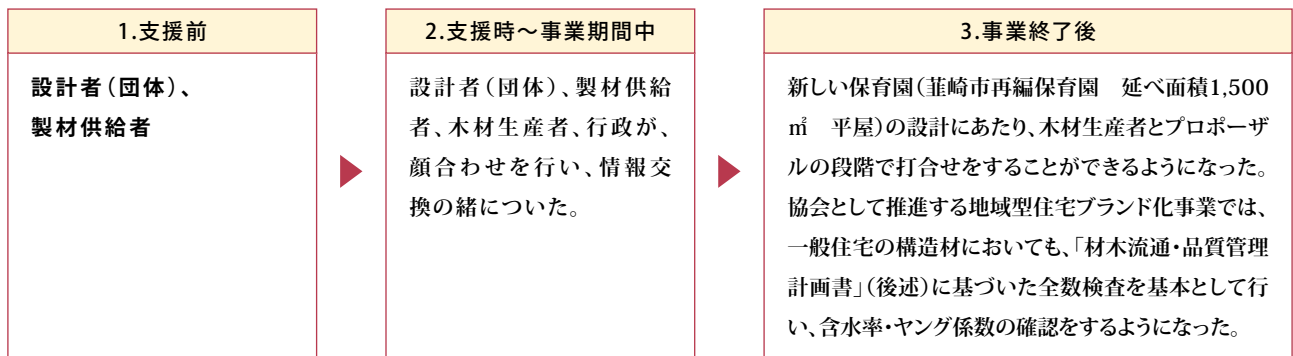 1.支援前
設計者(団体)、
製材供給者
2.支援時～事業期間中
設計者(団体)、製材供給
者、木材生産者、行政が、
顔合わせを行い、情報交
換の緒についた。
3.事業終了後
新しい保育園(韮崎市再編保育園　延べ面積1,500
㎡　平屋)の設計にあたり、木材生産者とプロポーザ
ルの段階で打合せをすることができるようになった。
協会として推進する地域型住宅ブランド化事業では、
一般住宅の構造材においても、「材木流通・品質管理
計画書」(後述)に基づいた全数検査を基本として行
い、含水率・ヤング係数の確認をするようになった。